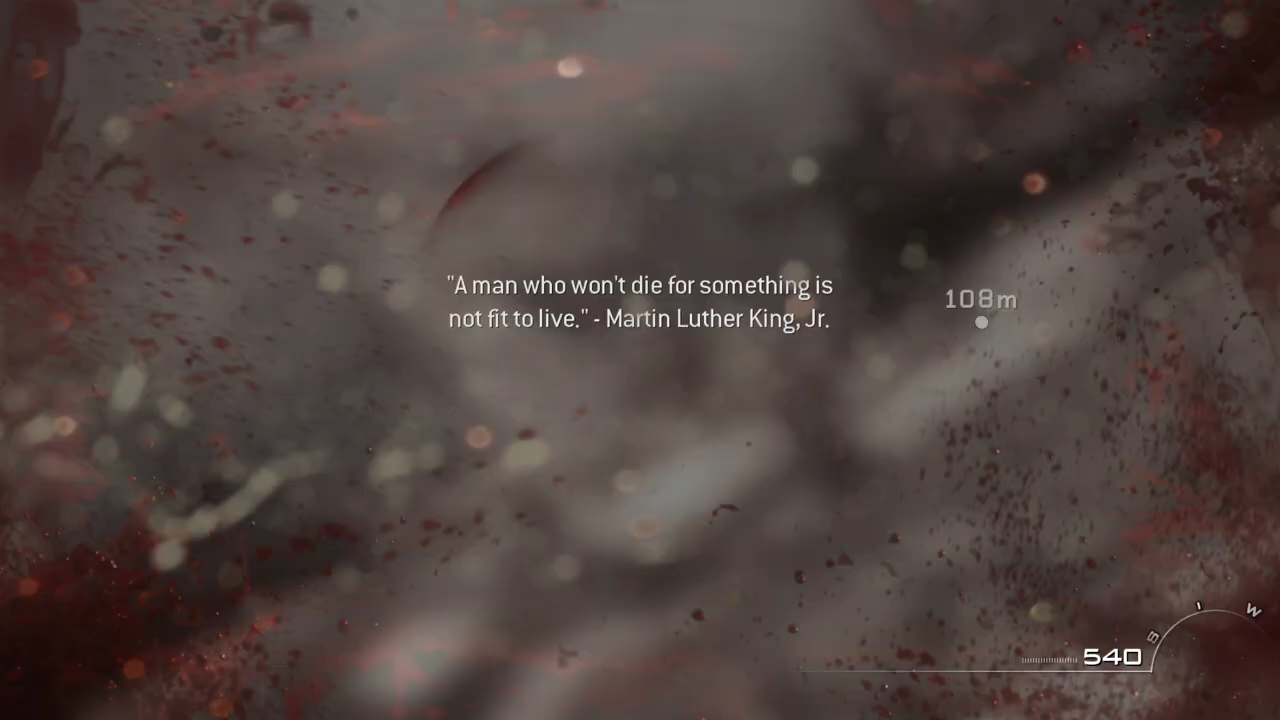 "A man who won't die for something is
not fit to live." - Martin Luther King, Jr.
108m
W
S
540